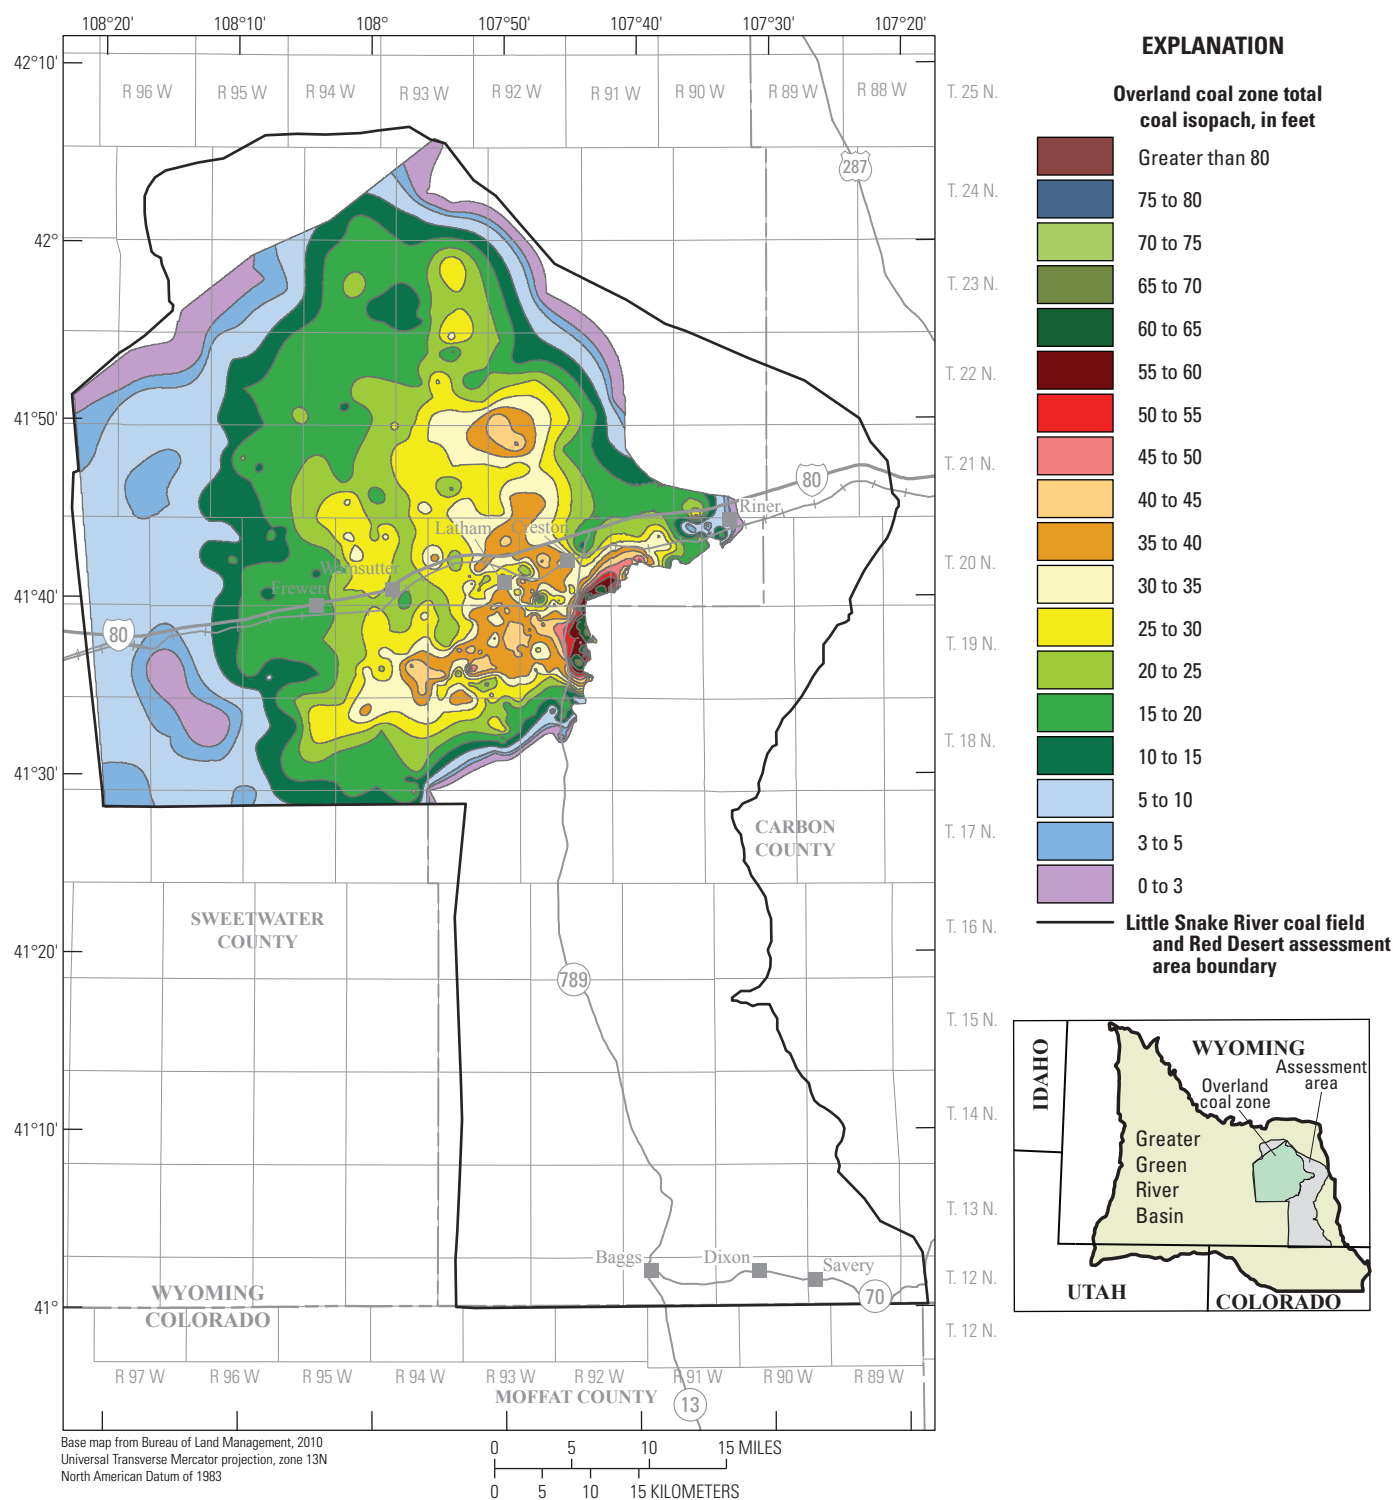 108°20'
108°10'
108°
107°50'
107°40'
107°30'
107°20'
42°10'
42°
41°50'
41°40'
41°30'
41°20'
41°10'
41°
R 96 W
R 95 W
R 94 W
R 93 W
R 92 W
R 91 W
R 90 W
R 89 W
R 88 W
T. 25 N.
T. 24 N.
T. 23 N.
T. 22 N.
T. 21 N.
T. 20 N.
T. 19 N.
T. 18 N.
T. 17 N.
T. 16 N.
T. 15 N.
T. 14 N.
T. 13 N.
T. 12 N.
T. 12 N.
287
80
Riner
Latham
Creston
Wamsutter
Frewen
80
CARBON
COUNTY
SWEETWATER
COUNTY
789
Baggs
Dixon
Savery
70
WYOMING
COLORADO
R 97 W
R 96 W
R 95 W
R 94 W
R 93 W
R 92 W
R 91 W
R 90 W
R 89 W
MOFFAT COUNTY
13
Base map from Bureau of Land Management, 2010
Universal Transverse Mercator projection, zone 13N
North American Datum of 1983
0 5 10 15 MILES
0 5 10 15 KILOMETERS
EXPLANATION
Overland coal zone total
coal isopach, in feet
Greater than 80
75 to 80
70 to 75
65 to 70
60 to 65
55 to 60
50 to 55
45 to 50
40 to 45
35 to 40
30 to 35
25 to 30
20 to 25
15 to 20
10 to 15
5 to 10
3 to 5
0 to 3
Little Snake River coal field
and Red Desert assessment
area boundary
IDAHO
WYOMING
Assessment
area
Overland
coal zone
Greater
Green
River
Basin
UTAH
COLORADO